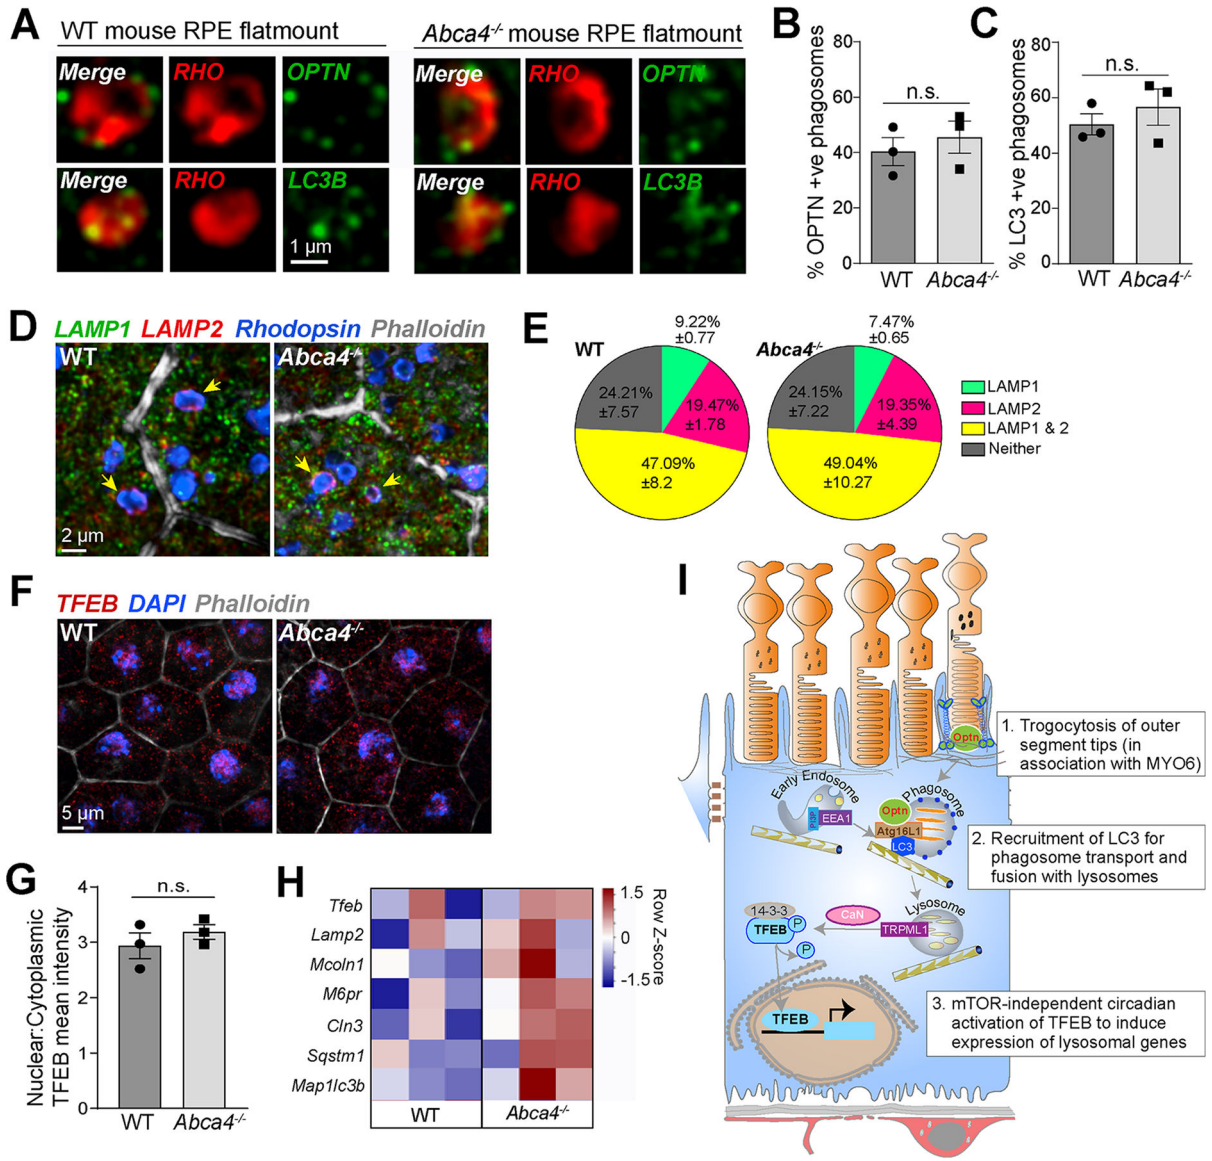 A
WT mouse RPE flatmount
Abca4-/- mouse RPE flatmount
Merge
RHO
OPTN
Merge
RHO
OPTN
Merge
RHO
LC3B
1 µm
Merge
RHO
LC3B
B
% OPTN +ve phagosomes
80
60
40
20
0
n.s.
WT
Abca4-/-
C
% LC3 +ve phagosomes
80
60
40
20
0
n.s.
WT
Abca4-/-
D
LAMP1 LAMP2 Rhodopsin Phalloidin
WT
Abca4-/-
2 µm
E
WT
9.22%
±0.77
19.47%
±1.78
47.09%
±8.2
24.21%
±7.57
Abca4-/-
7.47%
±0.65
19.35%
±4.39
49.04%
±10.27
24.15%
±7.22
LAMP1
LAMP2
LAMP1 & 2
Neither
F
TFEB DAPI Phalloidin
WT
Abca4-/-
5 µm
G
Nuclear:Cytoplasmic
TFEB mean intensity
4
3
2
1
0
n.s.
WT
Abca4-/-
H
Tfeb
Lamp2
Mcoln1
M6pr
Cln3
Sqstm1
Map1lc3b
WT
Abca4-/-
1.5
0
-1.5
Row Z-score
I
Optn
1. Trogocytosis of outer
segment tips (in
association with MYO6)
Early Endosome
PI3P
EEA1
Phagosome
Optn
Atg16L1
LC3
2. Recruitment of LC3 for
phagosome transport and
fusion with lysosomes
Lysosome
TRPML1
CaN
14-3-3
TFEB
P
P
TFEB
3. mTOR-independent circadian
activation of TFEB to induce
expression of lysosomal genes